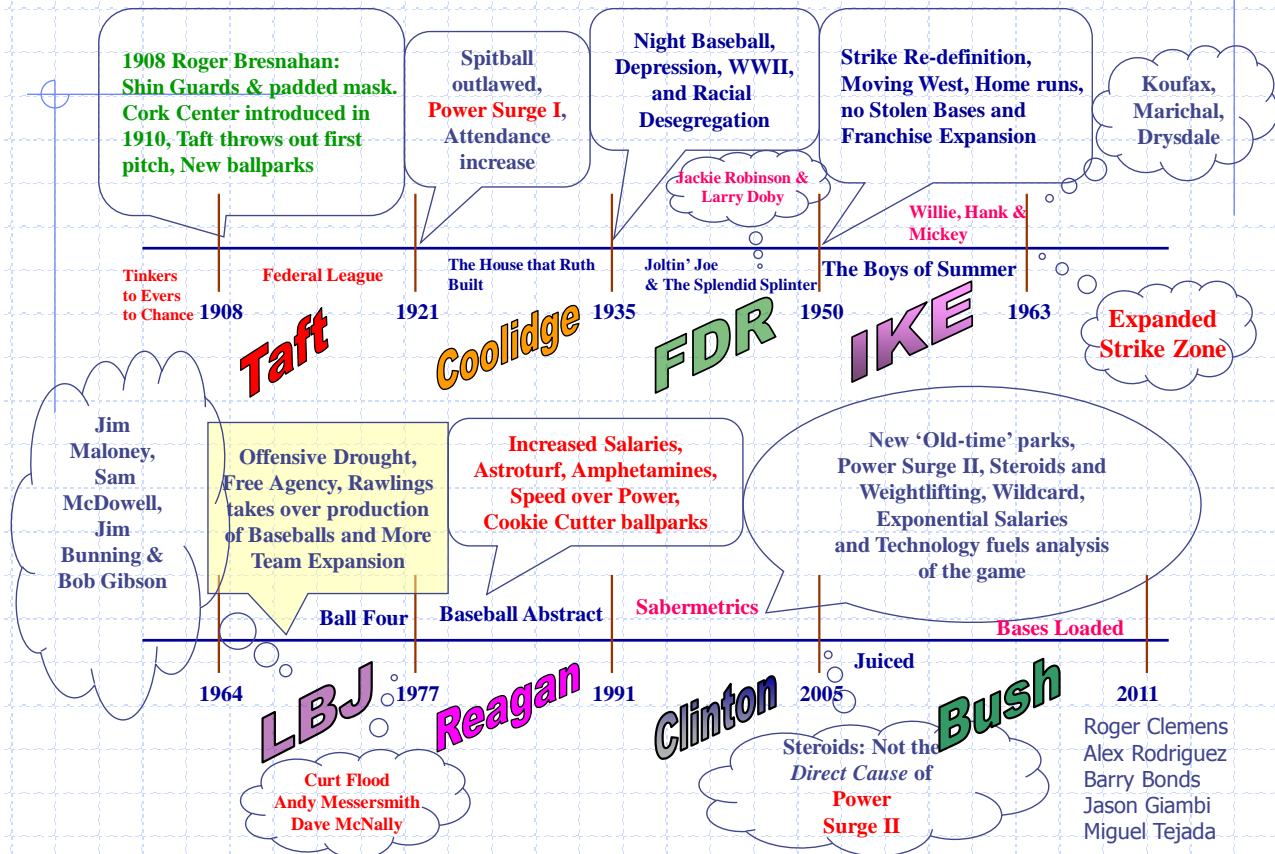 1908 Roger Bresnahan:
Shin Guards & padded mask.
Cork Center introduced in
1910, Taft throws out first
pitch, New ballparks
Spitball
outlawed,
Power Surge I,
Attendance
increase
Night Baseball,
Depression, WWII,
and Racial
Desegregation
Strike Re-definition,
Moving West, Home runs,
no Stolen Bases and
Franchise Expansion
Koufax,
Marichal,
Drysdale
Jackie Robinson &
Larry Doby
Willie, Hank &
Mickey
Tinkers
to Evers
to Chance
Federal League
The House that Ruth
Built
Joltin' Joe
& The Splendid Splinter
The Boys of Summer
1908
1921
1935
1950
1963
Taft
Coolidge
FDR
IKE
Expanded
Strike Zone
Jim
Maloney,
Sam
McDowell,
Jim
Bunning &
Bob Gibson
Offensive Drought,
Free Agency, Rawlings
takes over production
of Baseballs and More
Team Expansion
Increased Salaries,
Astroturf, Amphetamines,
Speed over Power,
Cookie Cutter ballparks
New ‘Old-time’ parks,
Power Surge II, Steroids and
Weightlifting, Wildcard,
Exponential Salaries
and Technology fuels analysis
of the game
Ball Four
Baseball Abstract
Sabermetrics
Bases Loaded
Juiced
1964
1977
1991
2005
2011
LBJ
Reagan
Clinton
Bush
Curt Flood
Andy Messersmith
Dave McNally
Steroids: Not the
Direct Cause of
Power
Surge II
Roger Clemens
Alex Rodriguez
Barry Bonds
Jason Giambi
Miguel Tejada